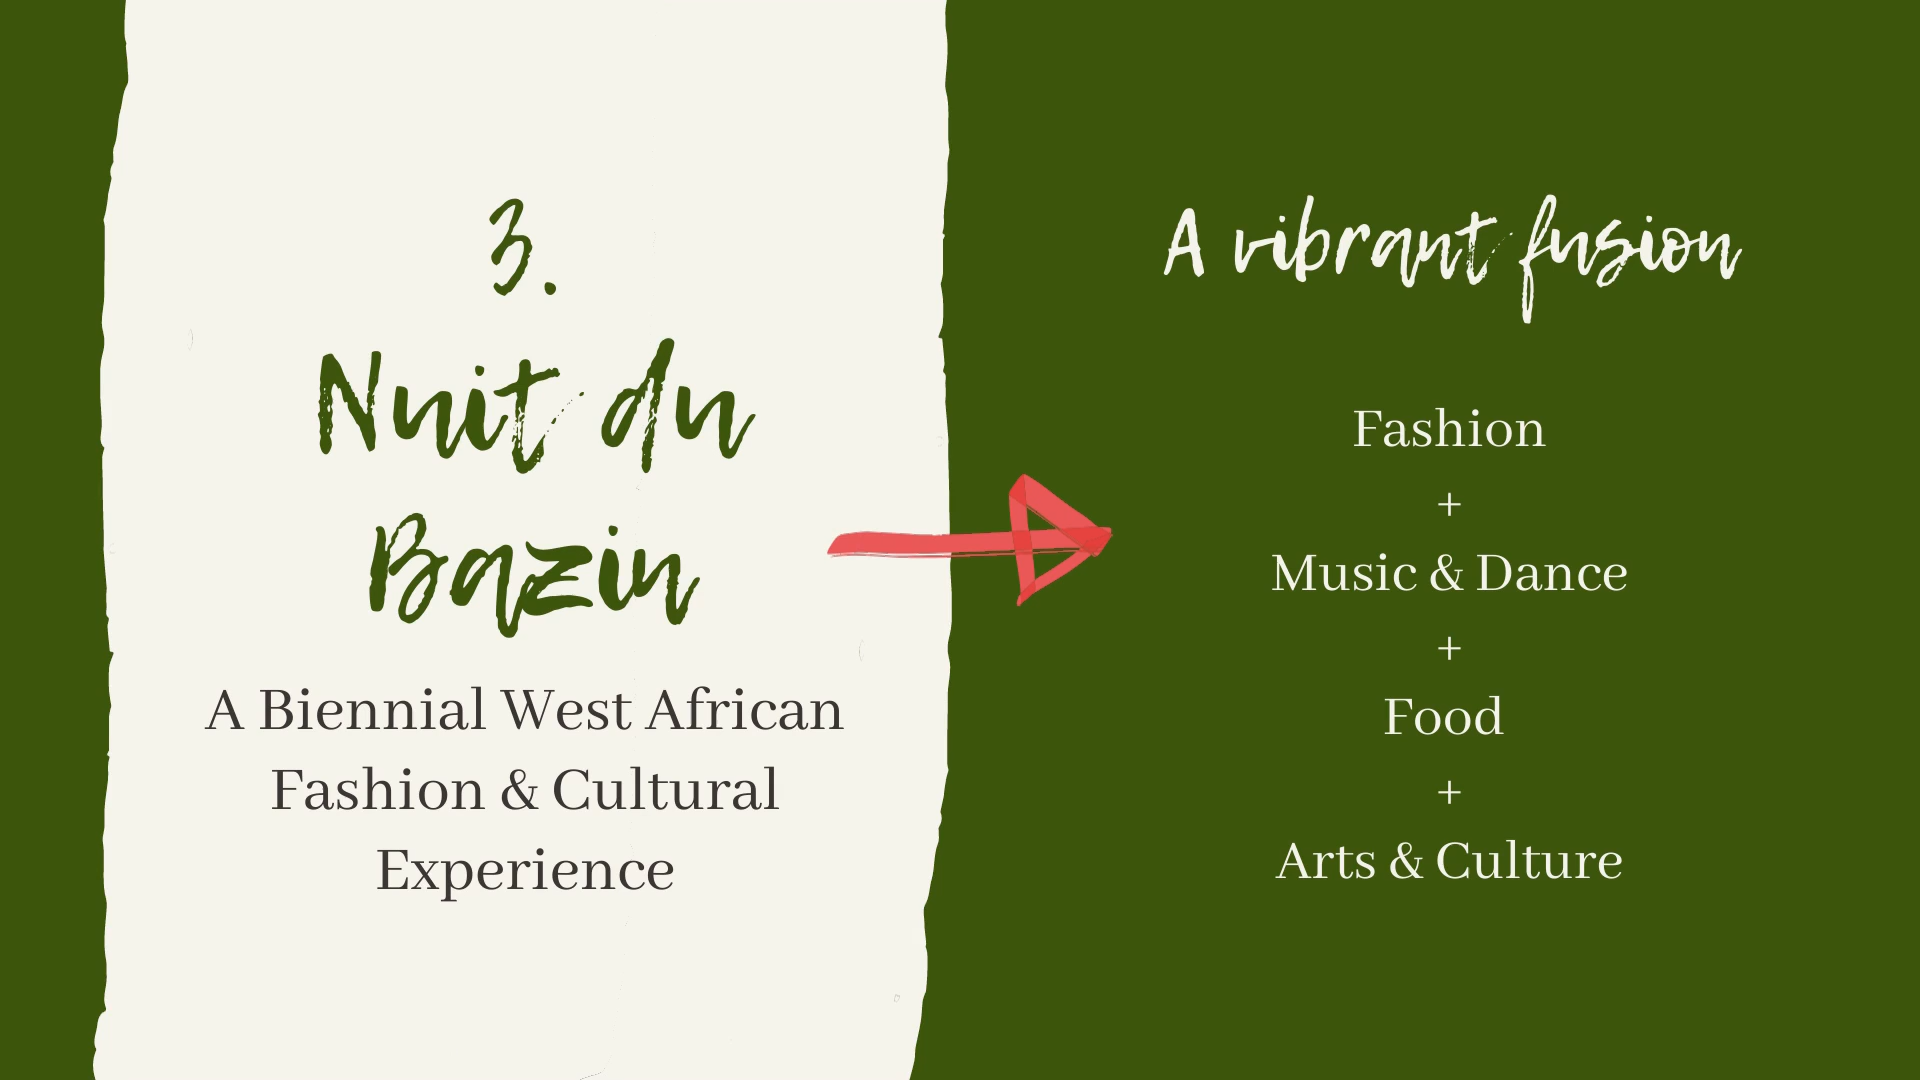 3.
Nuit du
Bazin
A Biennial West African
Fashion & Cultural
Experience
A vibrant fusion
Fashion
+
Music & Dance
+
Food
+
Arts & Culture